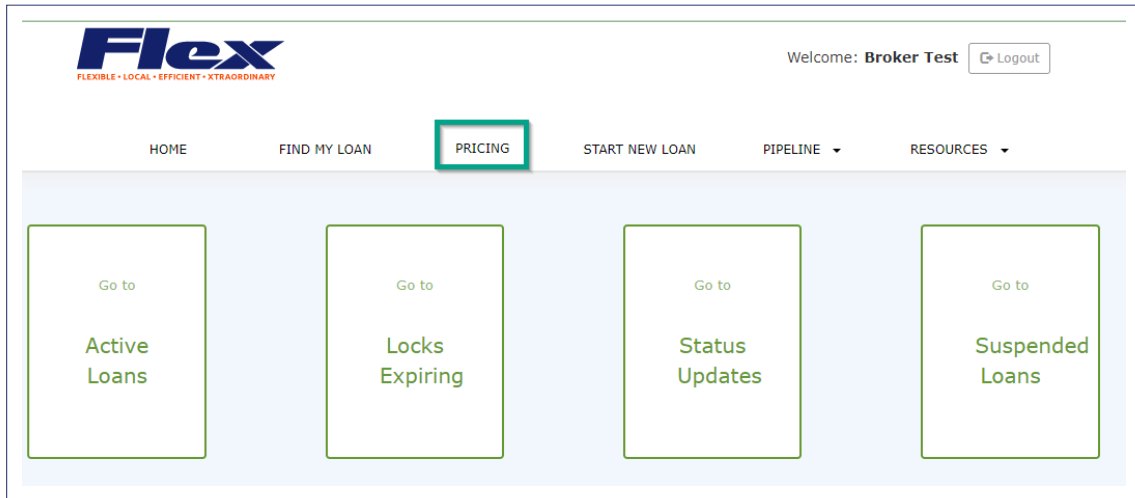 Flex
FLEXIBLE • LOCAL • EFFICIENT • XTRAORDINARY
Welcome: Broker Test Logout
HOME FIND MY LOAN PRICING START NEW LOAN PIPELINE RESOURCES
Go to
Active
Loans
Go to
Locks
Expiring
Go to
Status
Updates
Go to
Suspended
Loans